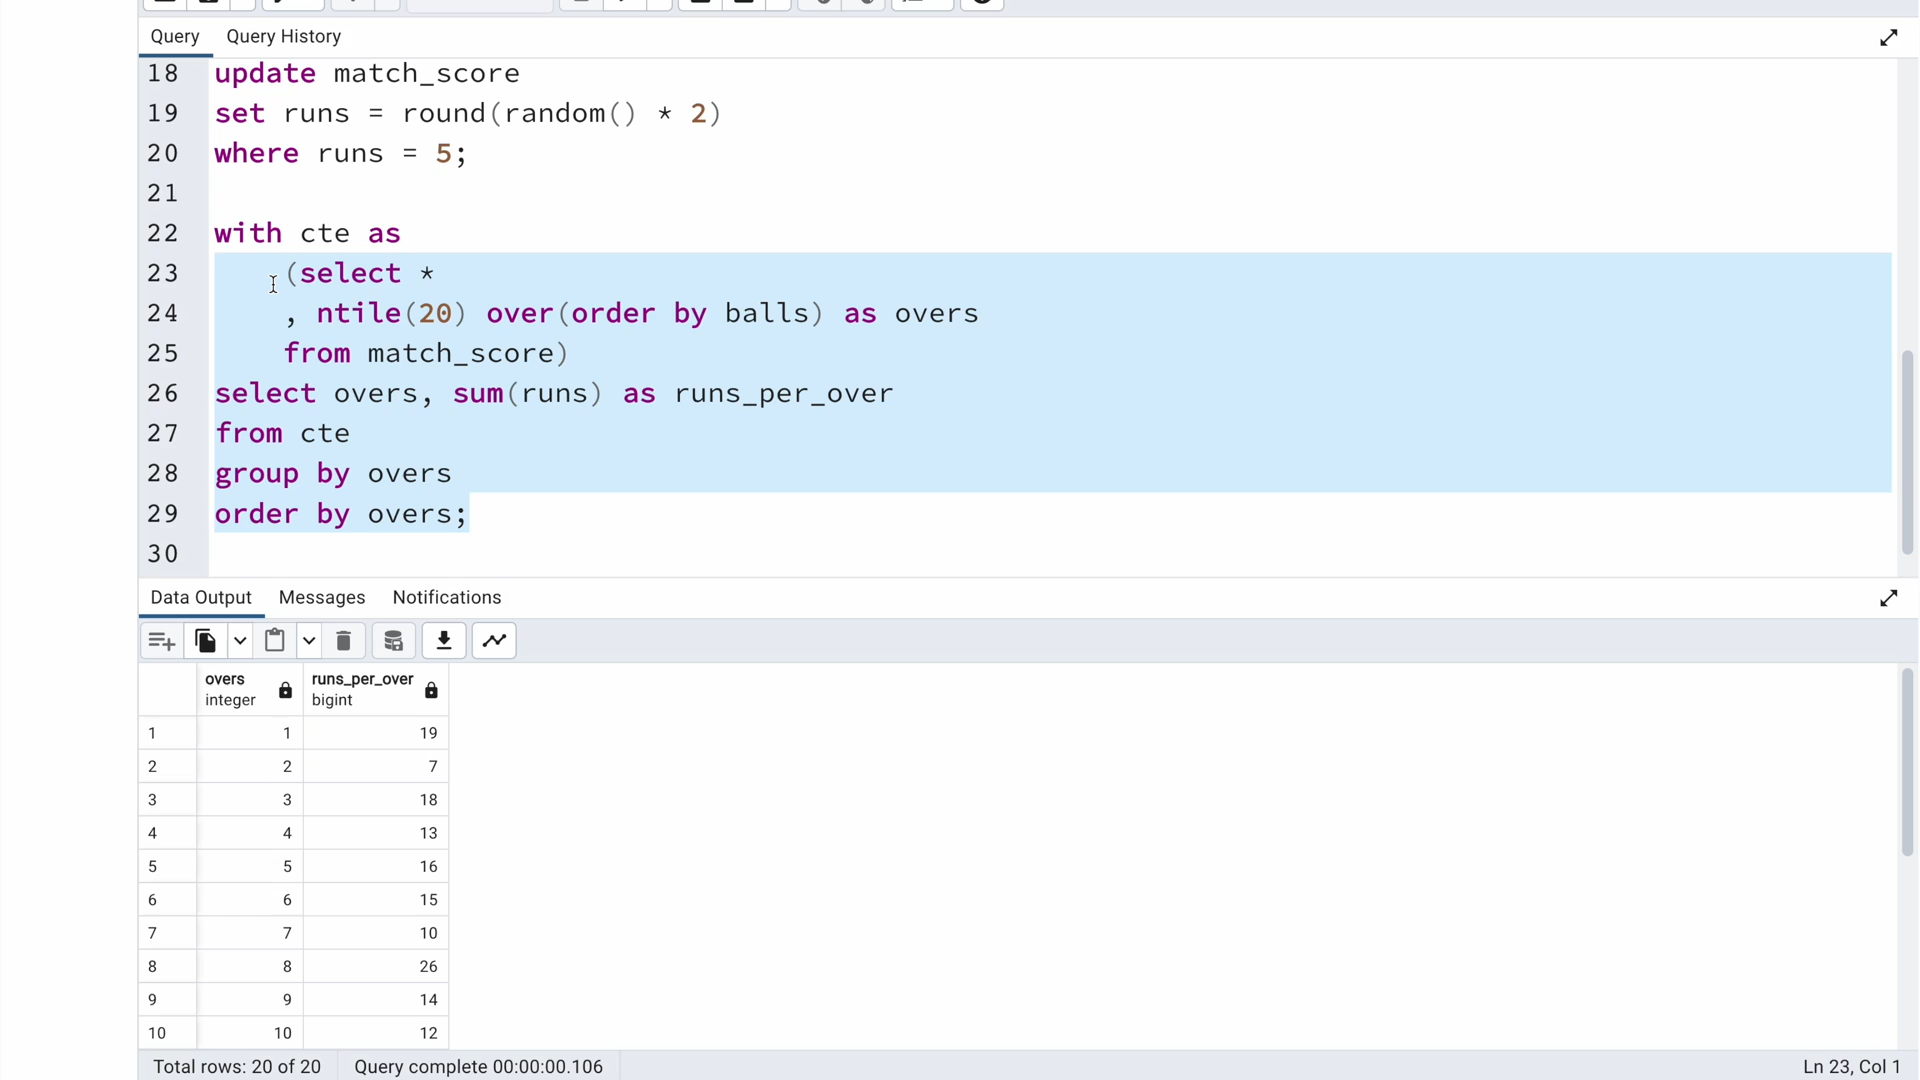 Query Query History
18 update match_score
19 set runs = round(random() * 2)
20 where runs = 5;
21
22 with cte as
23 (select *
24 , ntile(20) over(order by balls) as overs
25 from match_score)
26 select overs, sum(runs) as runs_per_over
27 from cte
28 group by overs
29 order by overs;
30
Data Output Messages Notifications
overs runs_per_over
integer bigint
1 1 19
2 2 7
3 3 18
4 4 13
5 5 16
6 6 15
7 7 10
8 8 26
9 9 14
10 10 12
Total rows: 20 of 20 Query complete 00:00:00.106 Ln 23, Col 1